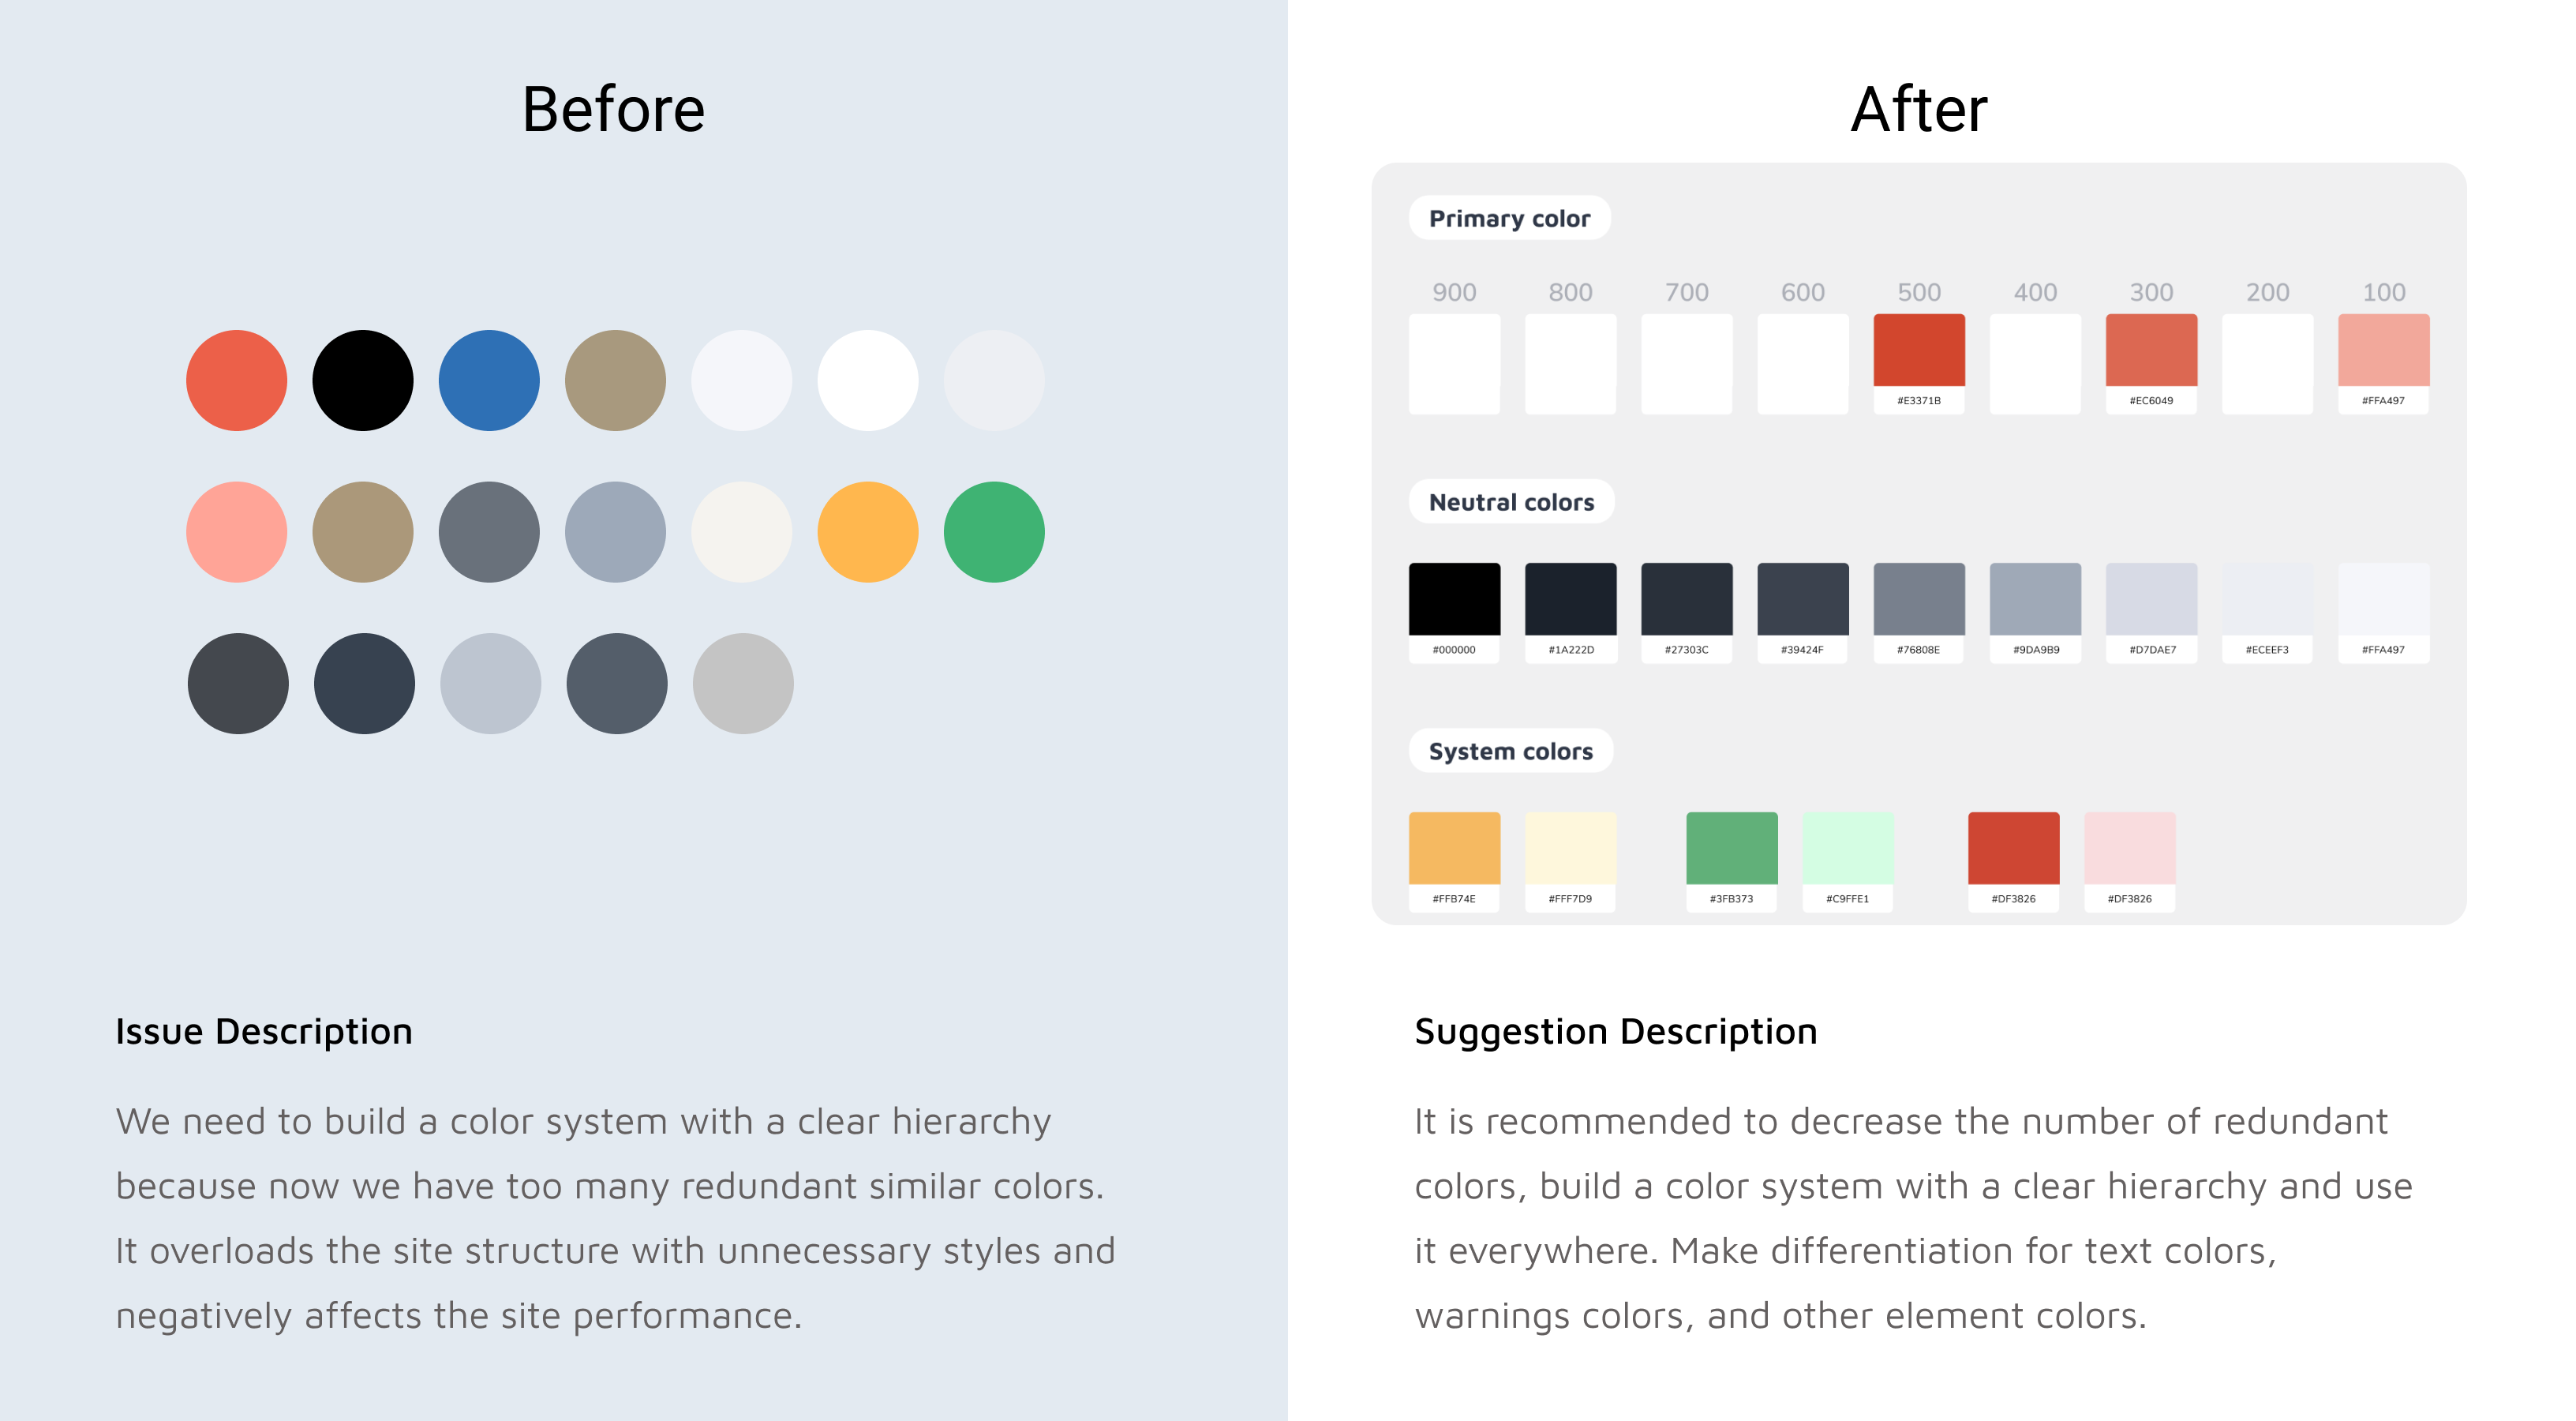 Before
Issue Description
We need to build a color system with a clear hierarchy
because now we have too many redundant similar colors.
It overloads the site structure with unnecessary styles and
negatively affects the site performance.
After
Primary color
900 800 700 600 500 400 300 200 100
#E3371B #EC6049 #FFA497
Neutral colors
#000000 #1A222D #27303C #39424F #76808E #9DA9B9 #D7DAE7 #ECEEF3 #FFA497
System colors
#FFB74E #FFF7D9 #3FB373 #C9FFE1 #DF3826 #DF3826
Suggestion Description
It is recommended to decrease the number of redundant
colors, build a color system with a clear hierarchy and use
it everywhere. Make differentiation for text colors,
warnings colors, and other element colors.